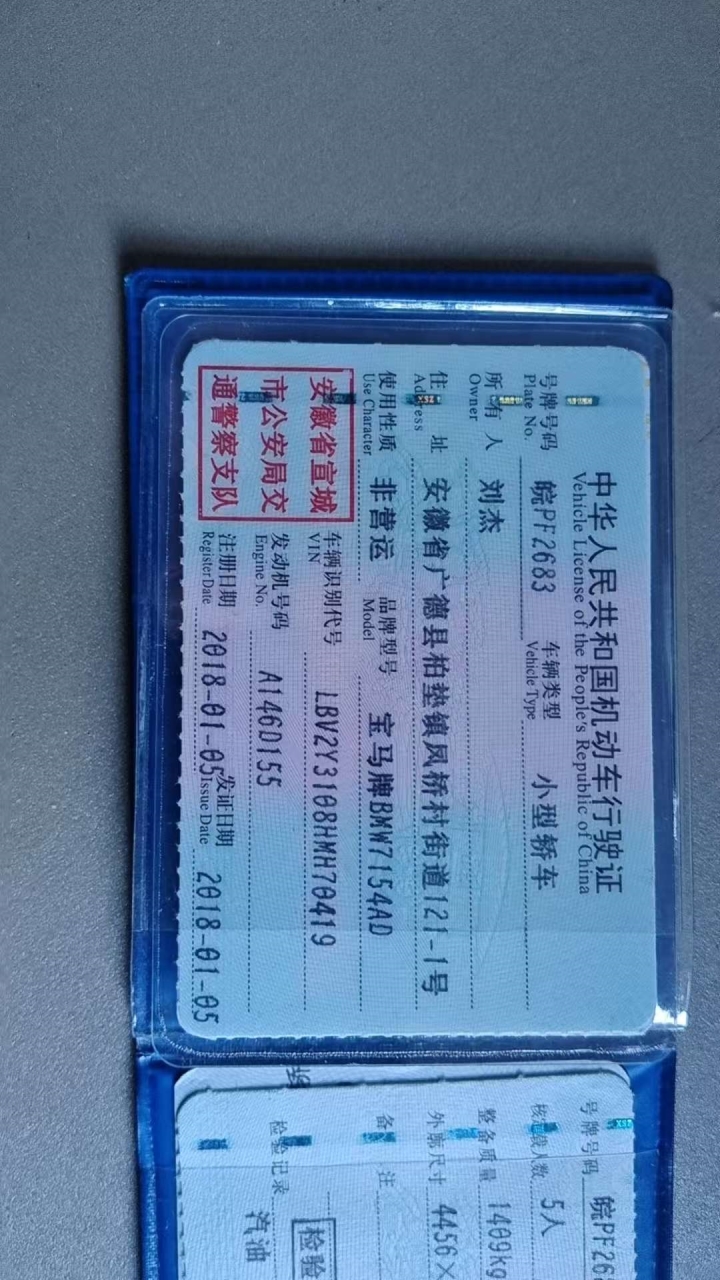 中华人民共和国机动车行驶证
Vehicle License of the People's Republic of China
号牌号码 皖PF2683 车辆类型 小型轿车
Plate No. Vehicle Type
所有人 刘杰
Owner
住址 安徽省广德县柏垫镇凤桥村街道121-1号
Address
使用性质 非营运 品牌型号 宝马牌BMW7154AD
Use Character Model
安徽省宣城
市公安局交
通警察支队
车辆识别代号 LBV2Y3108HMH70419
VIN
发动机号码 A146D155
Engine No.
注册日期 2018-01-05 发证日期 2018-01-05
Register Date Issue Date
号牌号码 皖PF26
核载人数 5人
整备质量 1409kg
外廓尺寸 4456×
备注
检验记录
检验
汽油